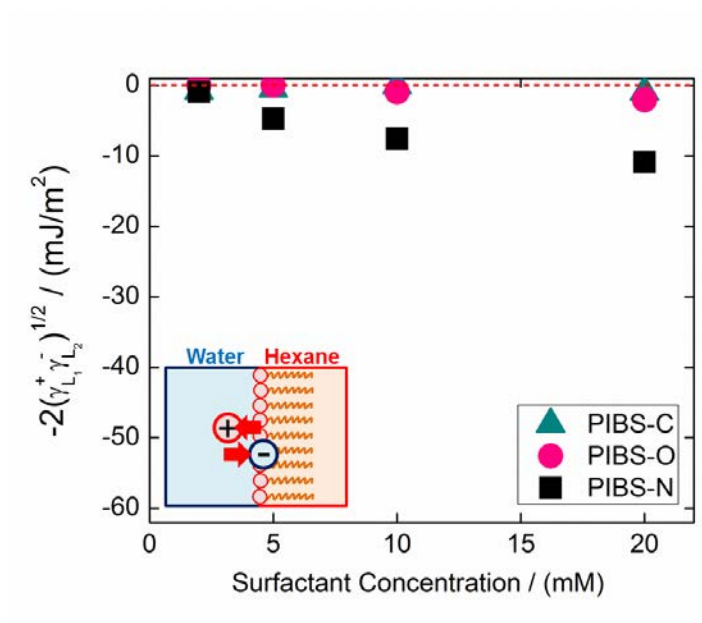 0
-10
-20
-30
-40
-50
-60
-2(γ⁺L₁γ⁻L₂)^1/2 / (mJ/m²)
Water Hexane
+
−
PIBS-C
PIBS-O
PIBS-N
0 5 10 15 20
Surfactant Concentration / (mM)